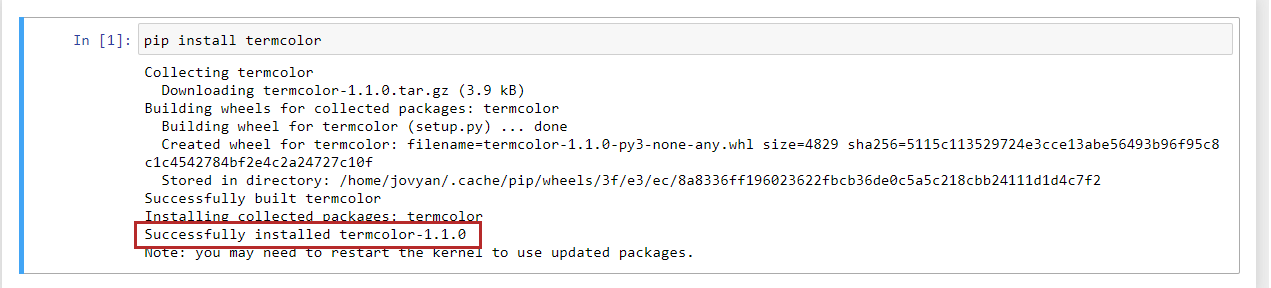 In [1]: pip install termcolor
Collecting termcolor
Downloading termcolor-1.1.0.tar.gz (3.9 kB)
Building wheels for collected packages: termcolor
Building wheel for termcolor (setup.py) ... done
Created wheel for termcolor: filename=termcolor-1.1.0-py3-none-any.whl size=4829 sha256=5115c113529724e3cce13abe56493b96f95c8
c1c4542784bf2e4c2a24727c10f
Stored in directory: /home/jovyan/.cache/pip/wheels/3f/e3/ec/8a8336ff196023622fbcb36de0c5a5c218cbb24111d1d4c7f2
Successfully built termcolor
Installing collected packages: termcolor
Successfully installed termcolor-1.1.0
Note: you may need to restart the kernel to use updated packages.